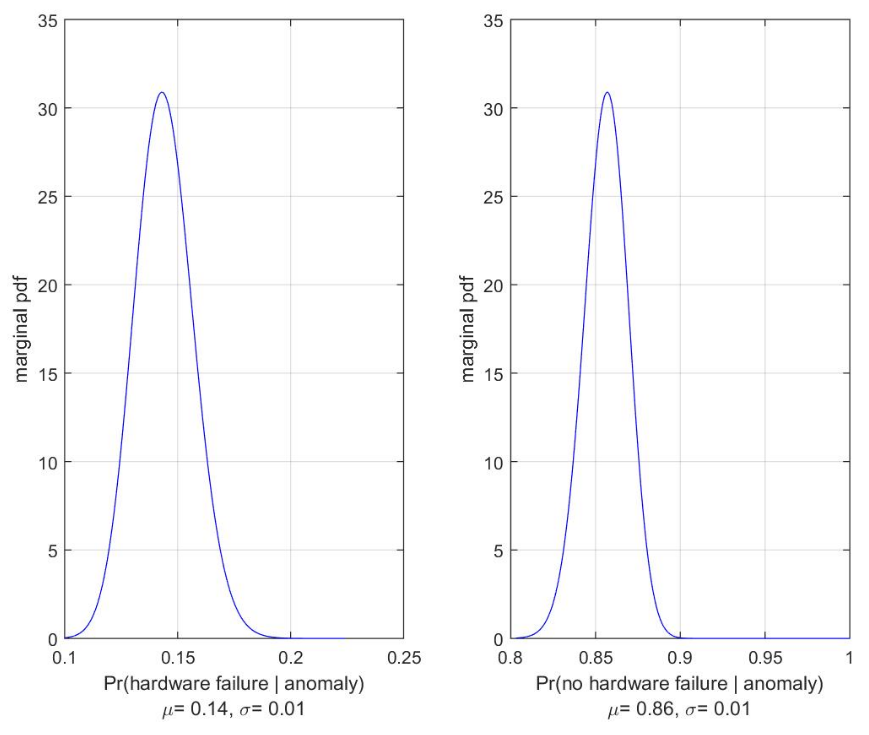 35
30
25
20
15
10
5
0
marginal pdf
0.1 0.15 0.2 0.25
Pr(hardware failure | anomaly)
μ= 0.14, σ= 0.01
35
30
25
20
15
10
5
0
marginal pdf
0.8 0.85 0.9 0.95 1
Pr(no hardware failure | anomaly)
μ= 0.86, σ= 0.01